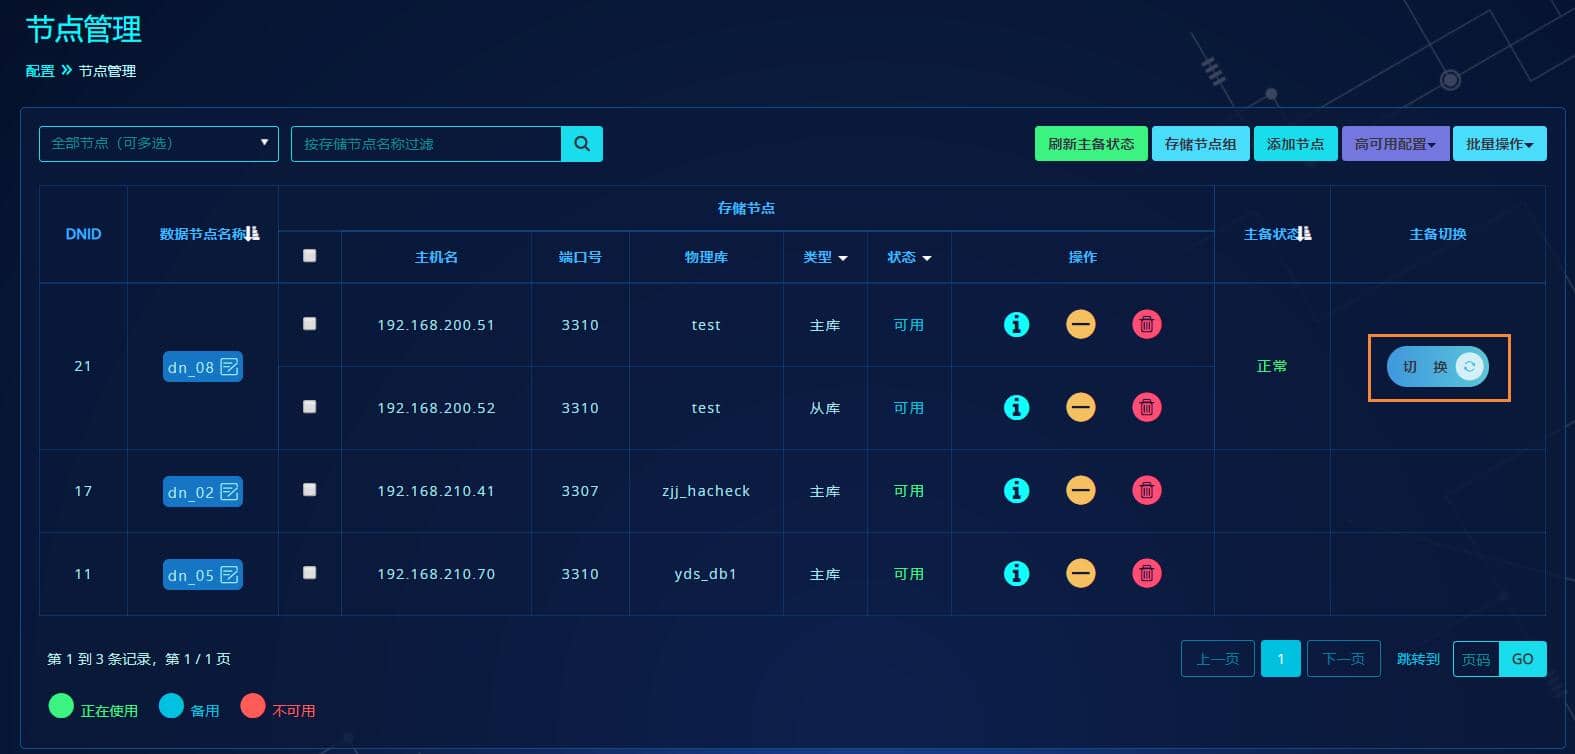 节点管理
配置 » 节点管理
全部节点（可多选） 按存储节点名称过滤 刷新主备状态 存储节点组 添加节点 高可用配置 批量操作
DNID 数据节点名称 存储节点 主备状态 主备切换
主机名 端口号 物理库 类型 状态 操作
21 dn_08 192.168.200.51 3310 test 主库 可用 正常 切 换
192.168.200.52 3310 test 从库 可用
17 dn_02 192.168.210.41 3307 zjj_hacheck 主库 可用
11 dn_05 192.168.210.70 3310 yds_db1 主库 可用
第 1 到 3 条记录，第 1 / 1 页 上一页 1 下一页 跳转到 页码 GO
正在使用 备用 不可用